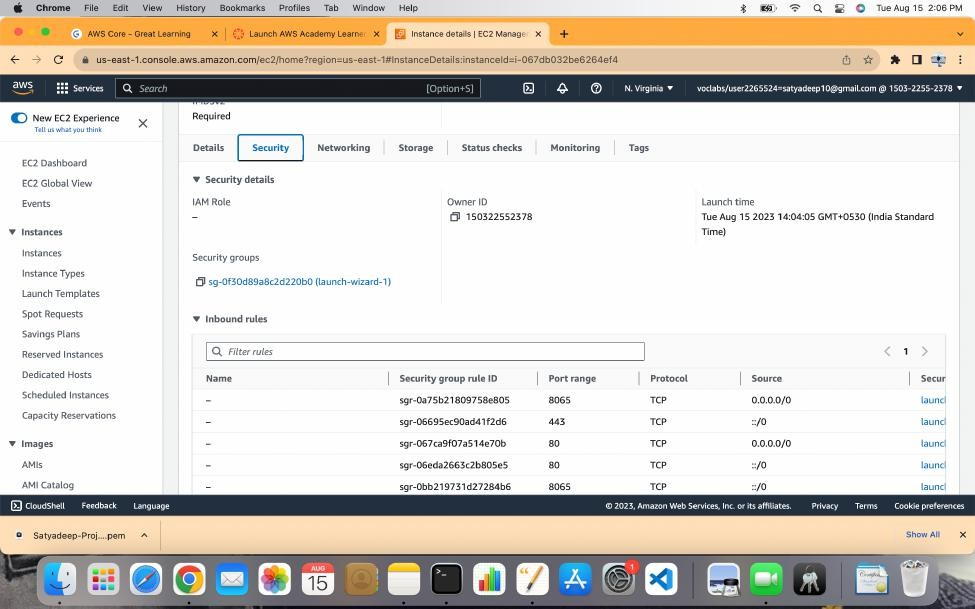 Chrome File Edit View History Bookmarks Profiles Tab Window Help Tue Aug 15 2:06 PM
AWS Core – Great Learning Launch AWS Academy Learner Instance details | EC2 Manager
us-east-1.console.aws.amazon.com/ec2/home?region=us-east-1#InstanceDetails:instanceId=i-067db032be6264ef4
aws Services Search [Option+S] N. Virginia voclabs/user2265524=satyadeep10@gmail.com @ 1503-2255-2378
New EC2 Experience
Tell us what you think
EC2 Dashboard
EC2 Global View
Events
Instances
Instances
Instance Types
Launch Templates
Spot Requests
Savings Plans
Reserved Instances
Dedicated Hosts
Scheduled Instances
Capacity Reservations
Images
AMIs
AMI Catalog
IMDSv2
Required
Details Security Networking Storage Status checks Monitoring Tags
Security details
IAM Role
–
Owner ID
150322552378
Launch time
Tue Aug 15 2023 14:04:05 GMT+0530 (India Standard
Time)
Security groups
sg-0f30d89a8c2d220b0 (launch-wizard-1)
Inbound rules
Filter rules 1
Name Security group rule ID Port range Protocol Source Secur
– sgr-0a75b21809758e805 8065 TCP 0.0.0.0/0 launch
– sgr-06695ec90ad41f2d6 443 TCP ::/0 launch
– sgr-067ca9f07a514e70b 80 TCP 0.0.0.0/0 launch
– sgr-06eda2663c2b805e5 80 TCP ::/0 launch
– sgr-0bb219731d27284b6 8065 TCP ::/0 launch
CloudShell Feedback Language © 2023, Amazon Web Services, Inc. or its affiliates. Privacy Terms Cookie preferences
Satyadeep-Proj....pem Show All
AUG
15
1